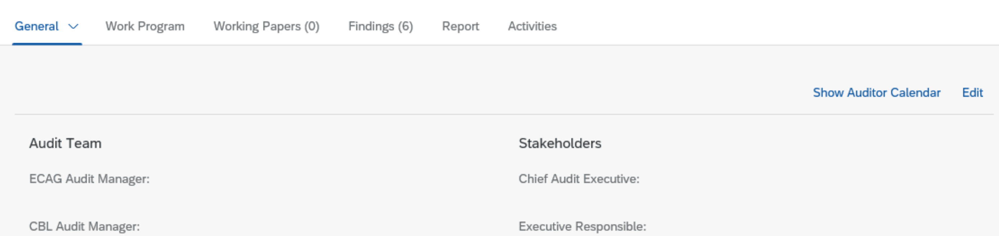 General Work Program Working Papers (0) Findings (6) Report Activities
Show Auditor Calendar Edit
Audit Team
ECAG Audit Manager:
CBL Audit Manager:
Stakeholders
Chief Audit Executive:
Executive Responsible: